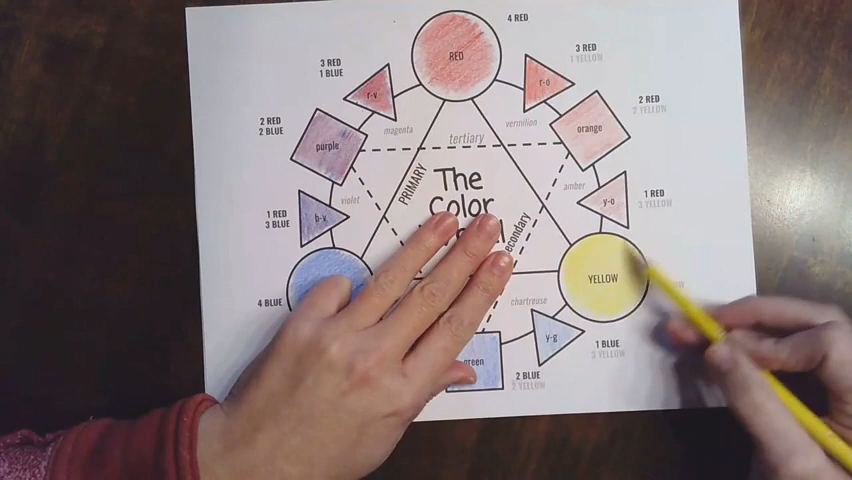 4 RED
RED
3 RED
1 BLUE
r-v
magenta
3 RED
1 YELLOW
r-o
vermilion
2 RED
2 BLUE
purple
tertiary
2 RED
2 YELLOW
orange
PRIMARY
The
Color
violet
amber
1 RED
3 BLUE
b-v
1 RED
3 YELLOW
y-o
YELLOW
4 BLUE
chartreuse
y-g
1 BLUE
3 YELLOW
green
2 BLUE
2 YELLOW